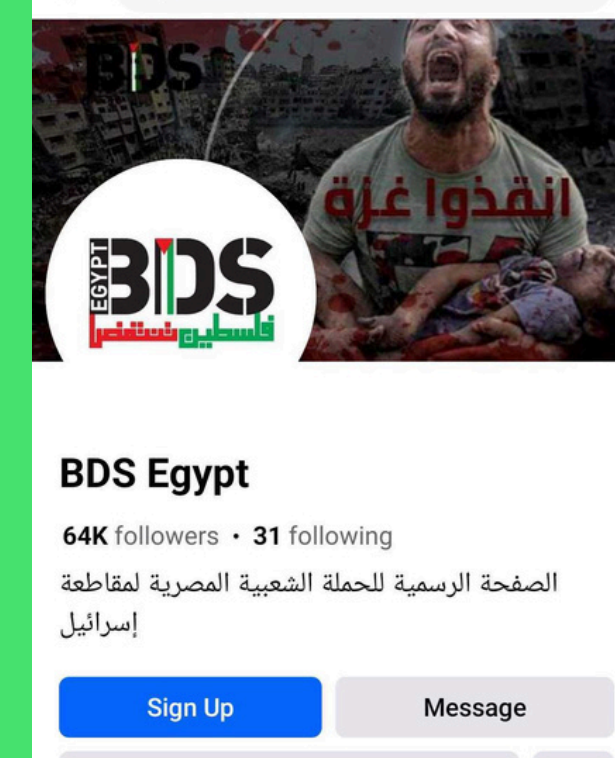 BDS
انقذوا غزة
EGYPT
BDS
فلسطين تنتصر
BDS Egypt
64K followers • 31 following
الصفحة الرسمية للحملة الشعبية المصرية لمقاطعة
إسرائيل
Sign Up
Message